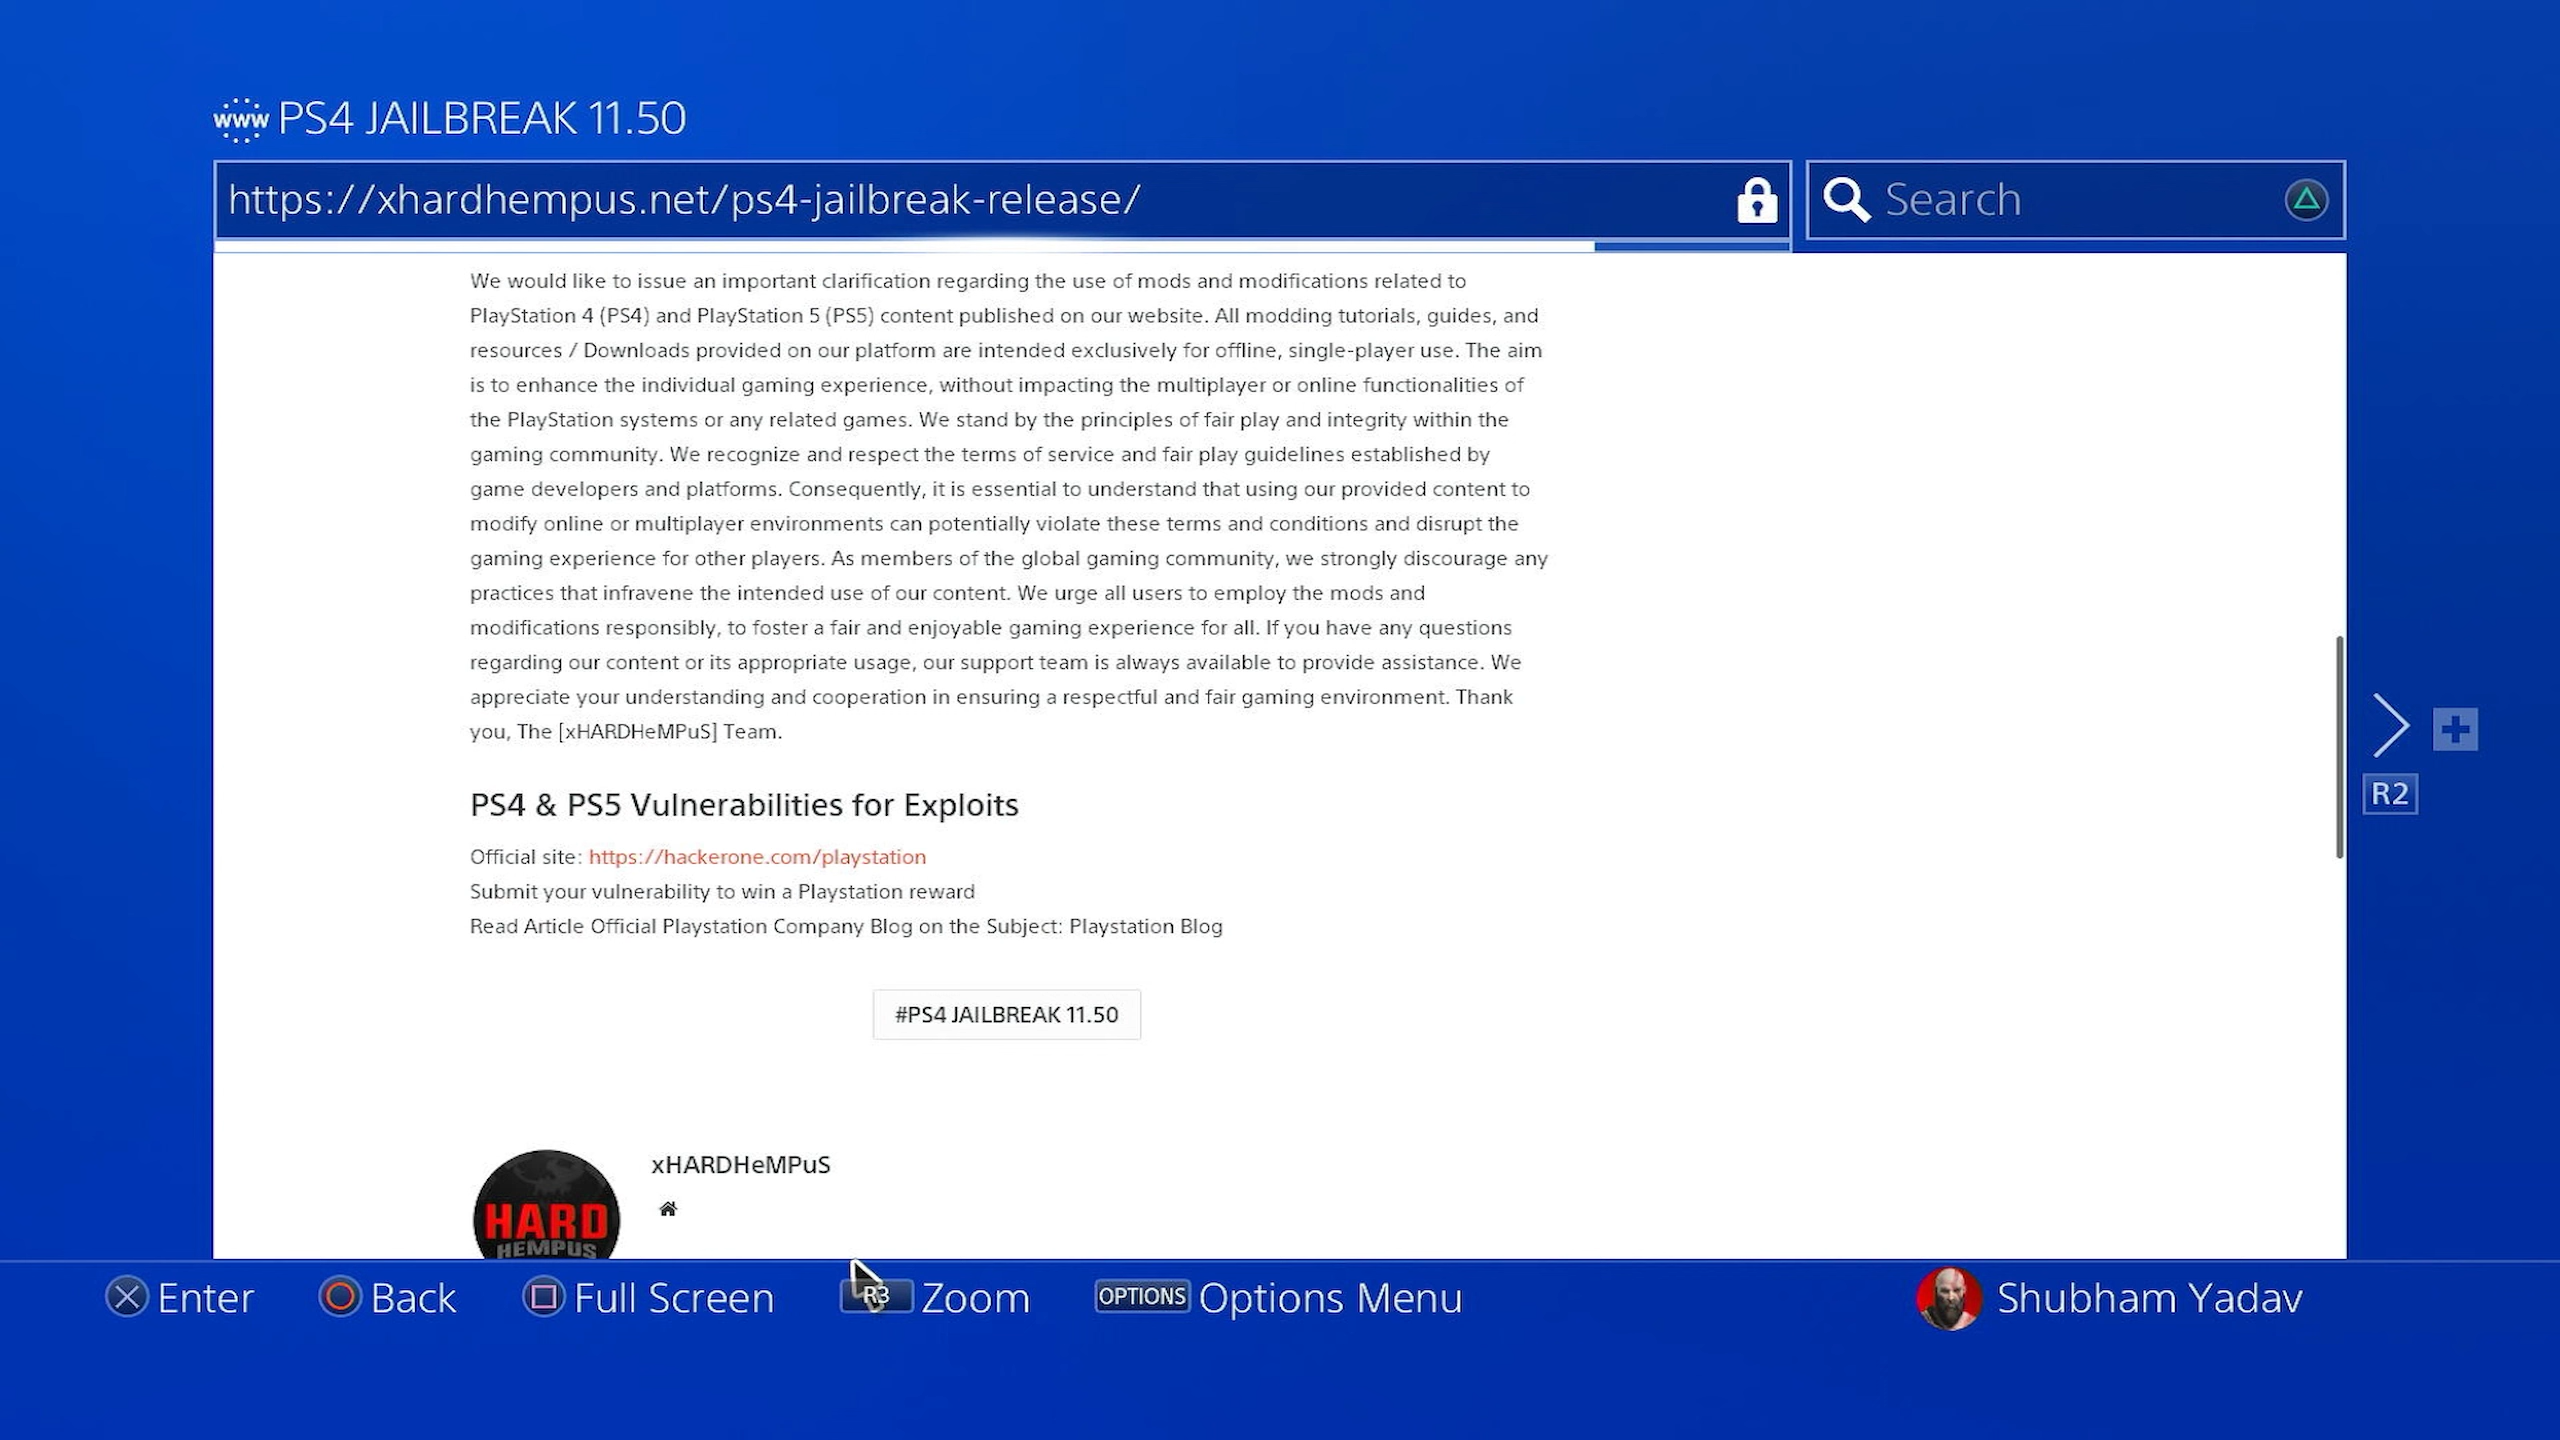 www PS4 JAILBREAK 11.50
https://xhardhempus.net/ps4-jailbreak-release/
Search
We would like to issue an important clarification regarding the use of mods and modifications related to
PlayStation 4 (PS4) and PlayStation 5 (PS5) content published on our website. All modding tutorials, guides, and
resources / Downloads provided on our platform are intended exclusively for offline, single-player use. The aim
is to enhance the individual gaming experience, without impacting the multiplayer or online functionalities of
the PlayStation systems or any related games. We stand by the principles of fair play and integrity within the
gaming community. We recognize and respect the terms of service and fair play guidelines established by
game developers and platforms. Consequently, it is essential to understand that using our provided content to
modify online or multiplayer environments can potentially violate these terms and conditions and disrupt the
gaming experience for other players. As members of the global gaming community, we strongly discourage any
practices that infravene the intended use of our content. We urge all users to employ the mods and
modifications responsibly, to foster a fair and enjoyable gaming experience for all. If you have any questions
regarding our content or its appropriate usage, our support team is always available to provide assistance. We
appreciate your understanding and cooperation in ensuring a respectful and fair gaming environment. Thank
you, The [xHARDHeMPuS] Team.
R2
PS4 & PS5 Vulnerabilities for Exploits
Official site: https://hackerone.com/playstation
Submit your vulnerability to win a Playstation reward
Read Article Official Playstation Company Blog on the Subject: Playstation Blog
#PS4 JAILBREAK 11.50
xHARDHeMPuS
HARD
HEMPUS
Enter Back Full Screen R3 Zoom OPTIONS Options Menu Shubham Yadav